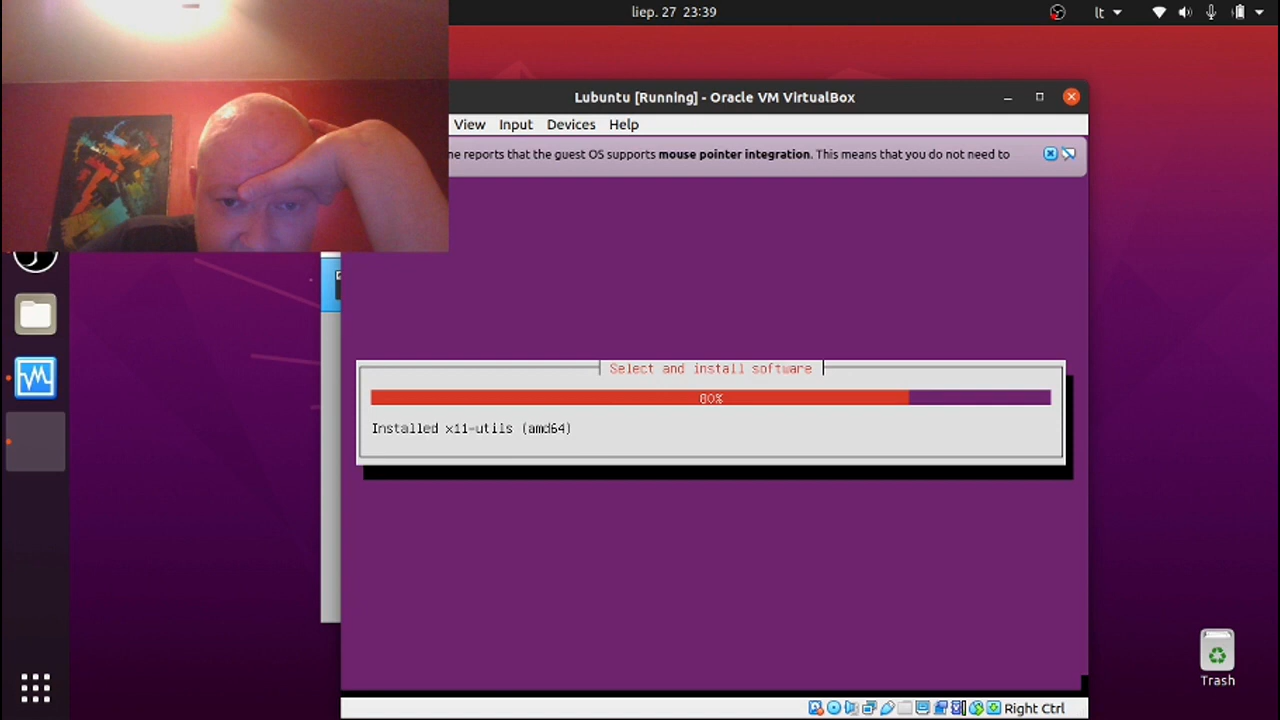 liep. 27 23:39
lt
Lubuntu [Running] - Oracle VM VirtualBox
View Input Devices Help
reports that the guest OS supports mouse pointer integration. This means that you do not need to
Select and install software
80%
Installed x11-utils (amd64)
Trash
Right Ctrl